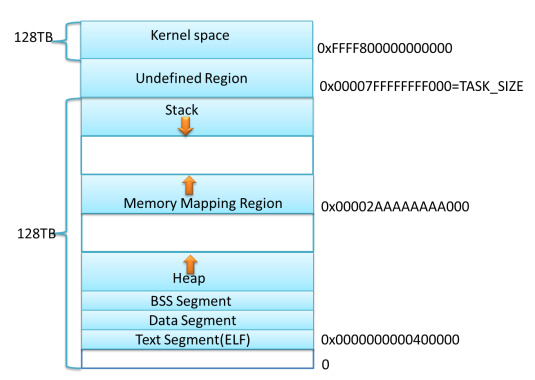 128TB
Kernel space
0xFFFF800000000000
Undefined Region
0x00007FFFFFFFF000=TASK_SIZE
Stack
Memory Mapping Region
0x00002AAAAAAAA000
128TB
Heap
BSS Segment
Data Segment
Text Segment(ELF)
0x0000000000400000
0